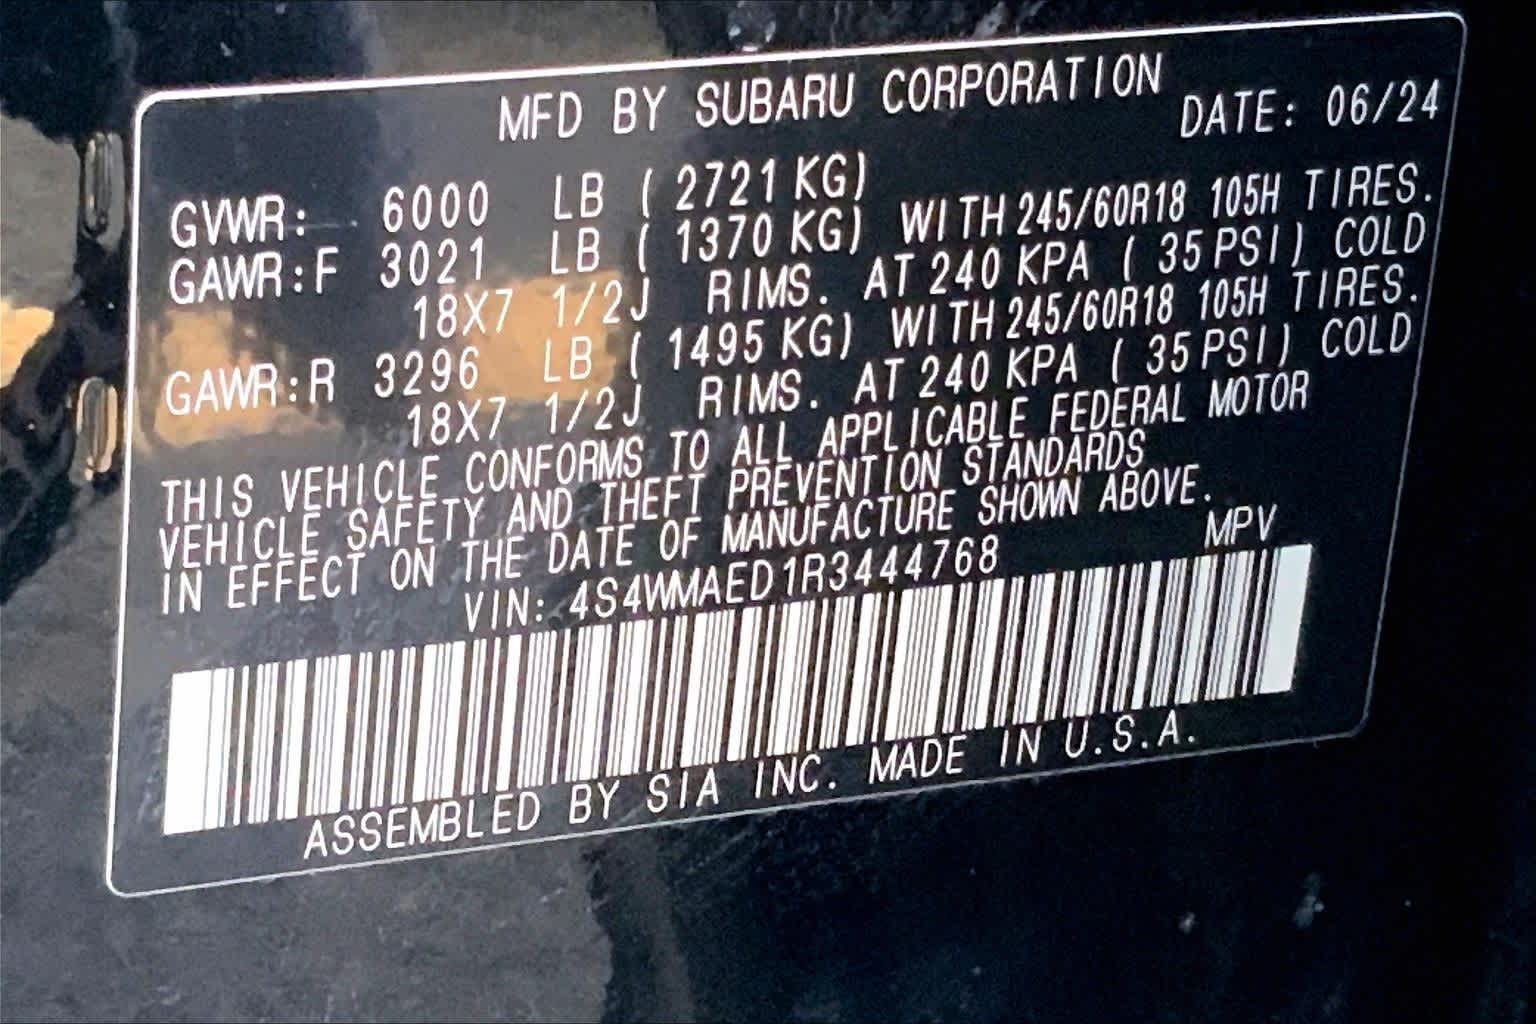 MFD BY SUBARU CORPORATION
DATE: 06/24
GVWR: 6000 LB ( 2721 KG)
GAWR:F 3021 LB ( 1370 KG) WITH 245/60R18 105H TIRES.
18X7 1/2J RIMS. AT 240 KPA ( 35 PSI) COLD
GAWR:R 3296 LB ( 1495 KG) WITH 245/60R18 105H TIRES.
18X7 1/2J RIMS. AT 240 KPA ( 35 PSI) COLD
THIS VEHICLE CONFORMS TO ALL APPLICABLE FEDERAL MOTOR
VEHICLE SAFETY AND THEFT PREVENTION STANDARDS
IN EFFECT ON THE DATE OF MANUFACTURE SHOWN ABOVE.
VIN: 4S4WMAED1R3444768 MPV
ASSEMBLED BY SIA INC. MADE IN U.S.A.